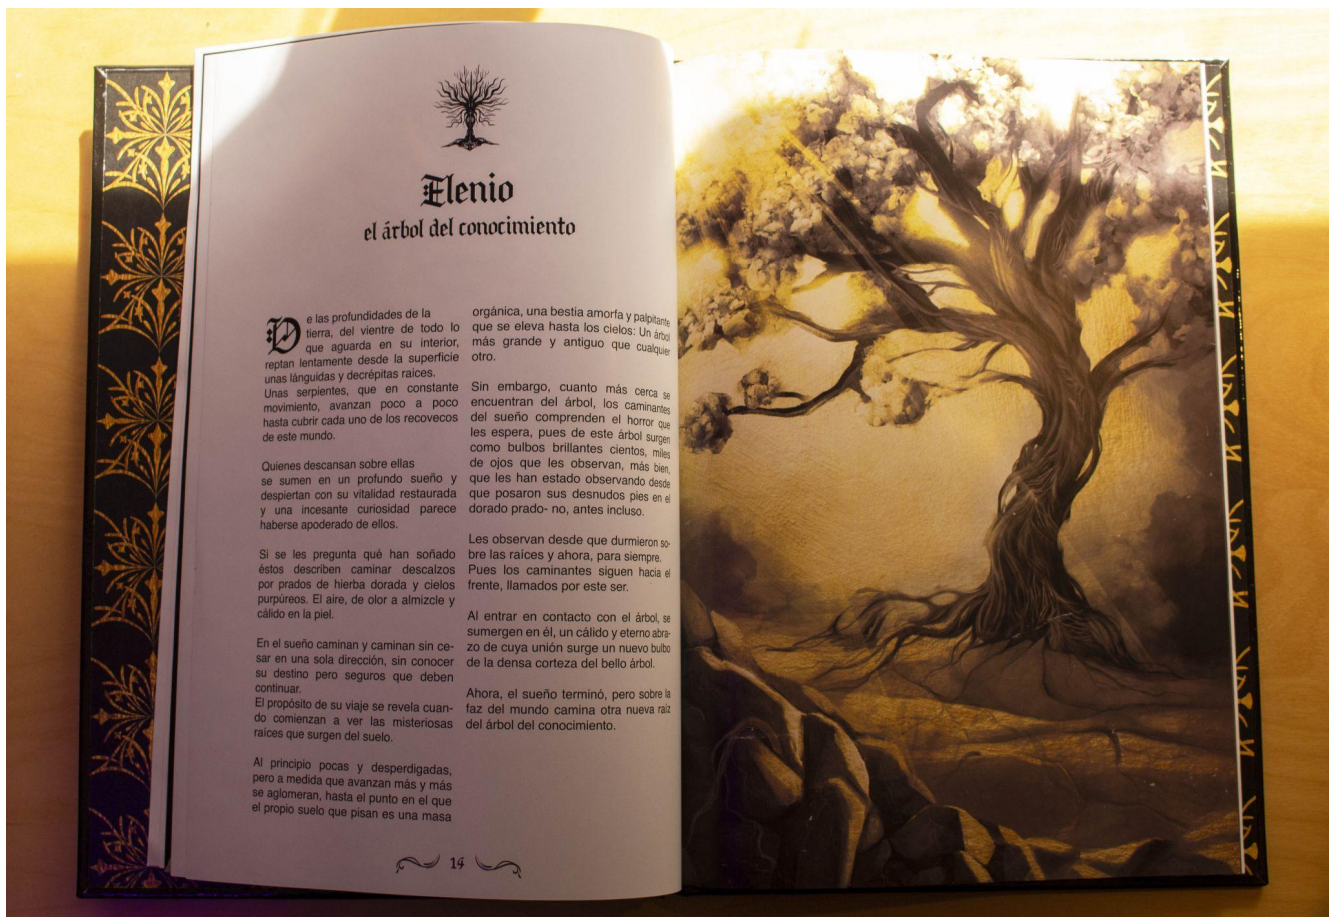 Elenio
el árbol del conocimiento
De las profundidades de la
tierra, del vientre de todo lo
que aguarda en su interior,
reptan lentamente desde la superficie
unas lánguidas y decrépitas raíces.
Unas serpientes, que en constante
movimiento, avanzan poco a poco
hasta cubrir cada uno de los recovecos
de este mundo.
Quienes descansan sobre ellas
se sumen en un profundo sueño y
despiertan con su vitalidad restaurada
y una incesante curiosidad parece
haberse apoderado de ellos.
Si se les pregunta qué han soñado
éstos describen caminar descalzos
por prados de hierba dorada y cielos
purpúreos. El aire, de olor a almizcle y
cálido en la piel.
En el sueño caminan y caminan sin ce-
sar en una sola dirección, sin conocer
su destino pero seguros que deben
continuar.
El propósito de su viaje se revela cuan-
do comienzan a ver las misteriosas
raíces que surgen del suelo.
Al principio pocas y desperdigadas,
pero a medida que avanzan más y más
se aglomeran, hasta el punto en el que
el propio suelo que pisan es una masa
orgánica, una bestia amorfa y palpitante
que se eleva hasta los cielos: Un árbol
más grande y antiguo que cualquier
otro.
Sin embargo, cuanto más cerca se
encuentran del árbol, los caminantes
del sueño comprenden el horror que
les espera, pues de este árbol surgen
como bulbos brillantes cientos, miles
de ojos que les observan, más bien,
que les han estado observando desde
que posaron sus desnudos pies en el
dorado prado- no, antes incluso.
Les observan desde que durmieron so-
bre las raíces y ahora, para siempre.
Pues los caminantes siguen hacia el
frente, llamados por este ser.
Al entrar en contacto con el árbol, se
sumergen en él, un cálido y eterno abra-
zo de cuya unión surge un nuevo bulbo
de la densa corteza del bello árbol.
Ahora, el sueño terminó, pero sobre la
faz del mundo camina otra nueva raíz
del árbol del conocimiento.
14